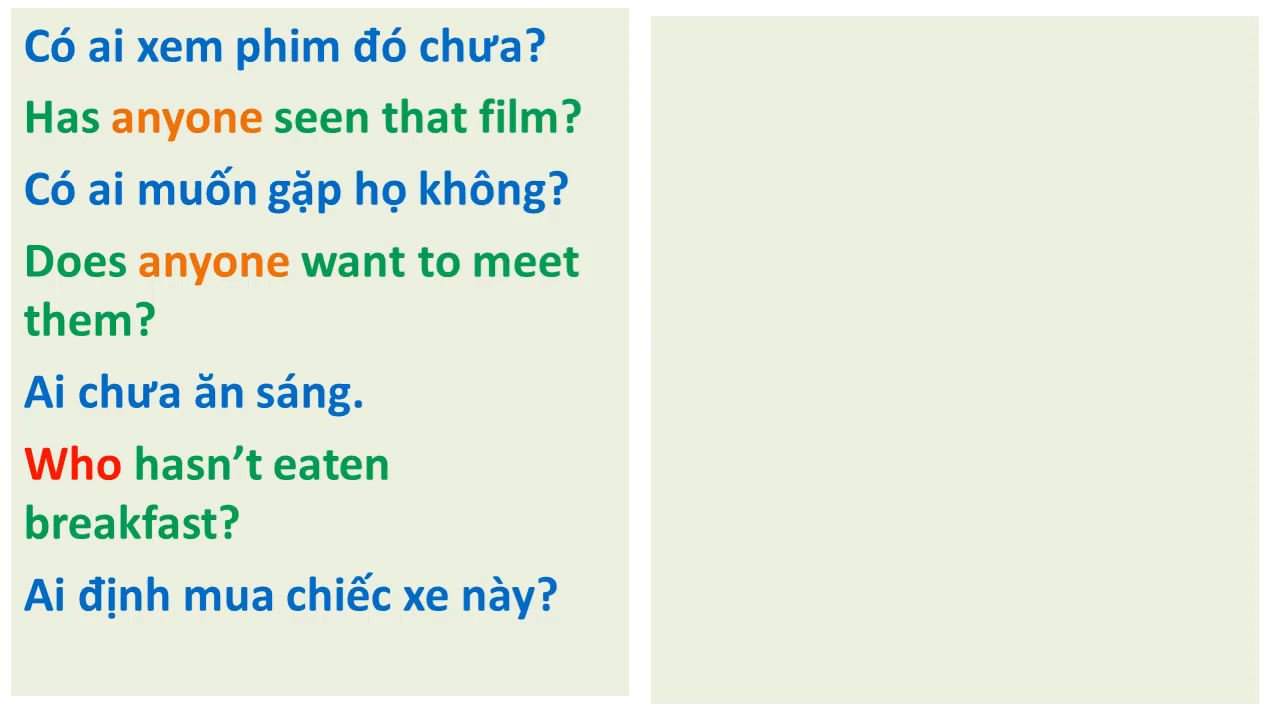 Có ai xem phim đó chưa?
Has anyone seen that film?
Có ai muốn gặp họ không?
Does anyone want to meet
them?
Ai chưa ăn sáng.
Who hasn’t eaten
breakfast?
Ai định mua chiếc xe này?